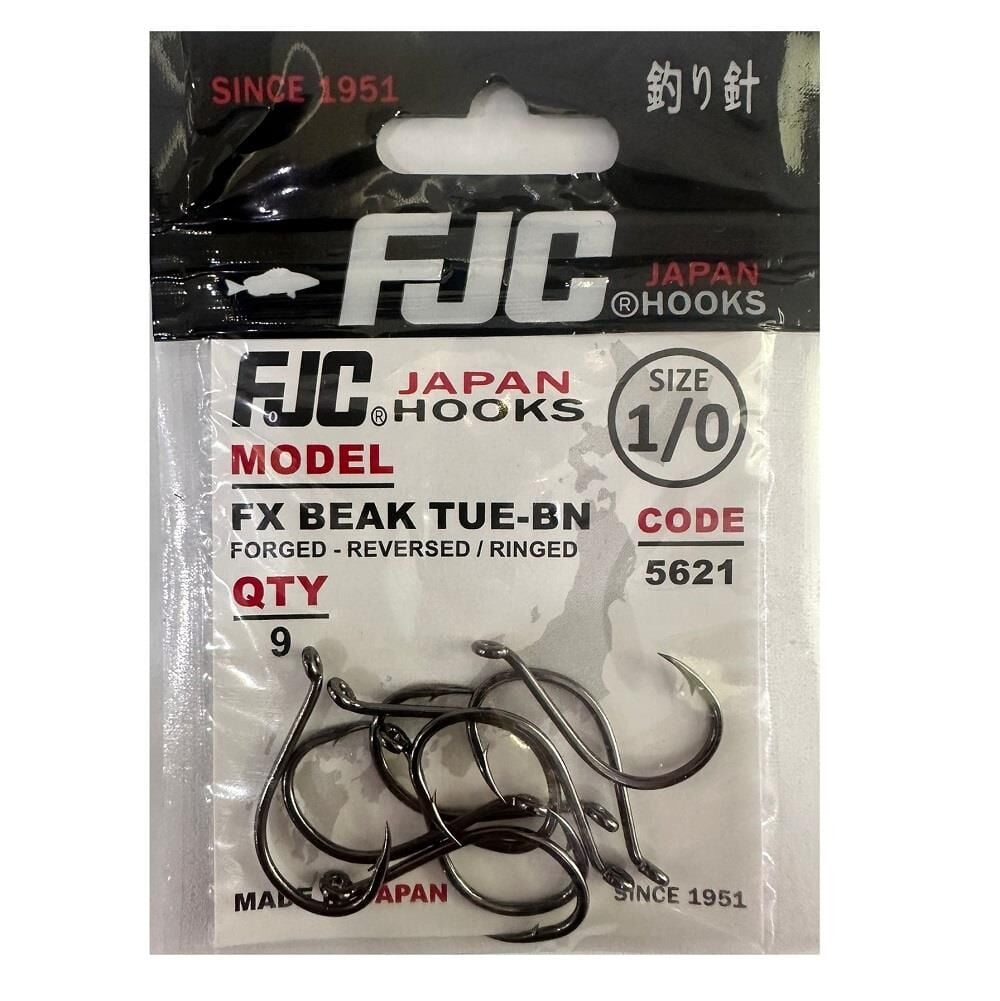 SINCE 1951
釣り針
FJC
JAPAN
®HOOKS
FJC® JAPAN
HOOKS
SIZE
1/0
MODEL
FX BEAK TUE-BN
FORGED - REVERSED / RINGED
CODE
5621
QTY
9
MADE JAPAN
SINCE 1951